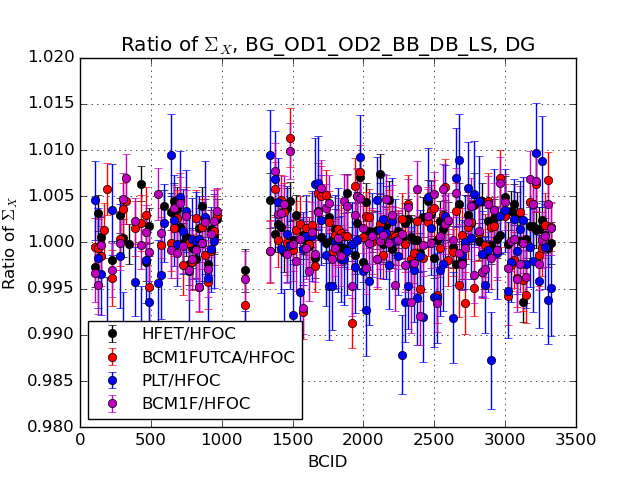 Ratio of Σ_X, BG_OD1_OD2_BB_DB_LS, DG
Ratio of Σ_X
1.020
1.015
1.010
1.005
1.000
0.995
0.990
0.985
0.980
HFET/HFOC
BCM1FUTCA/HFOC
PLT/HFOC
BCM1F/HFOC
0 500 1000 1500 2000 2500 3000 3500
BCID